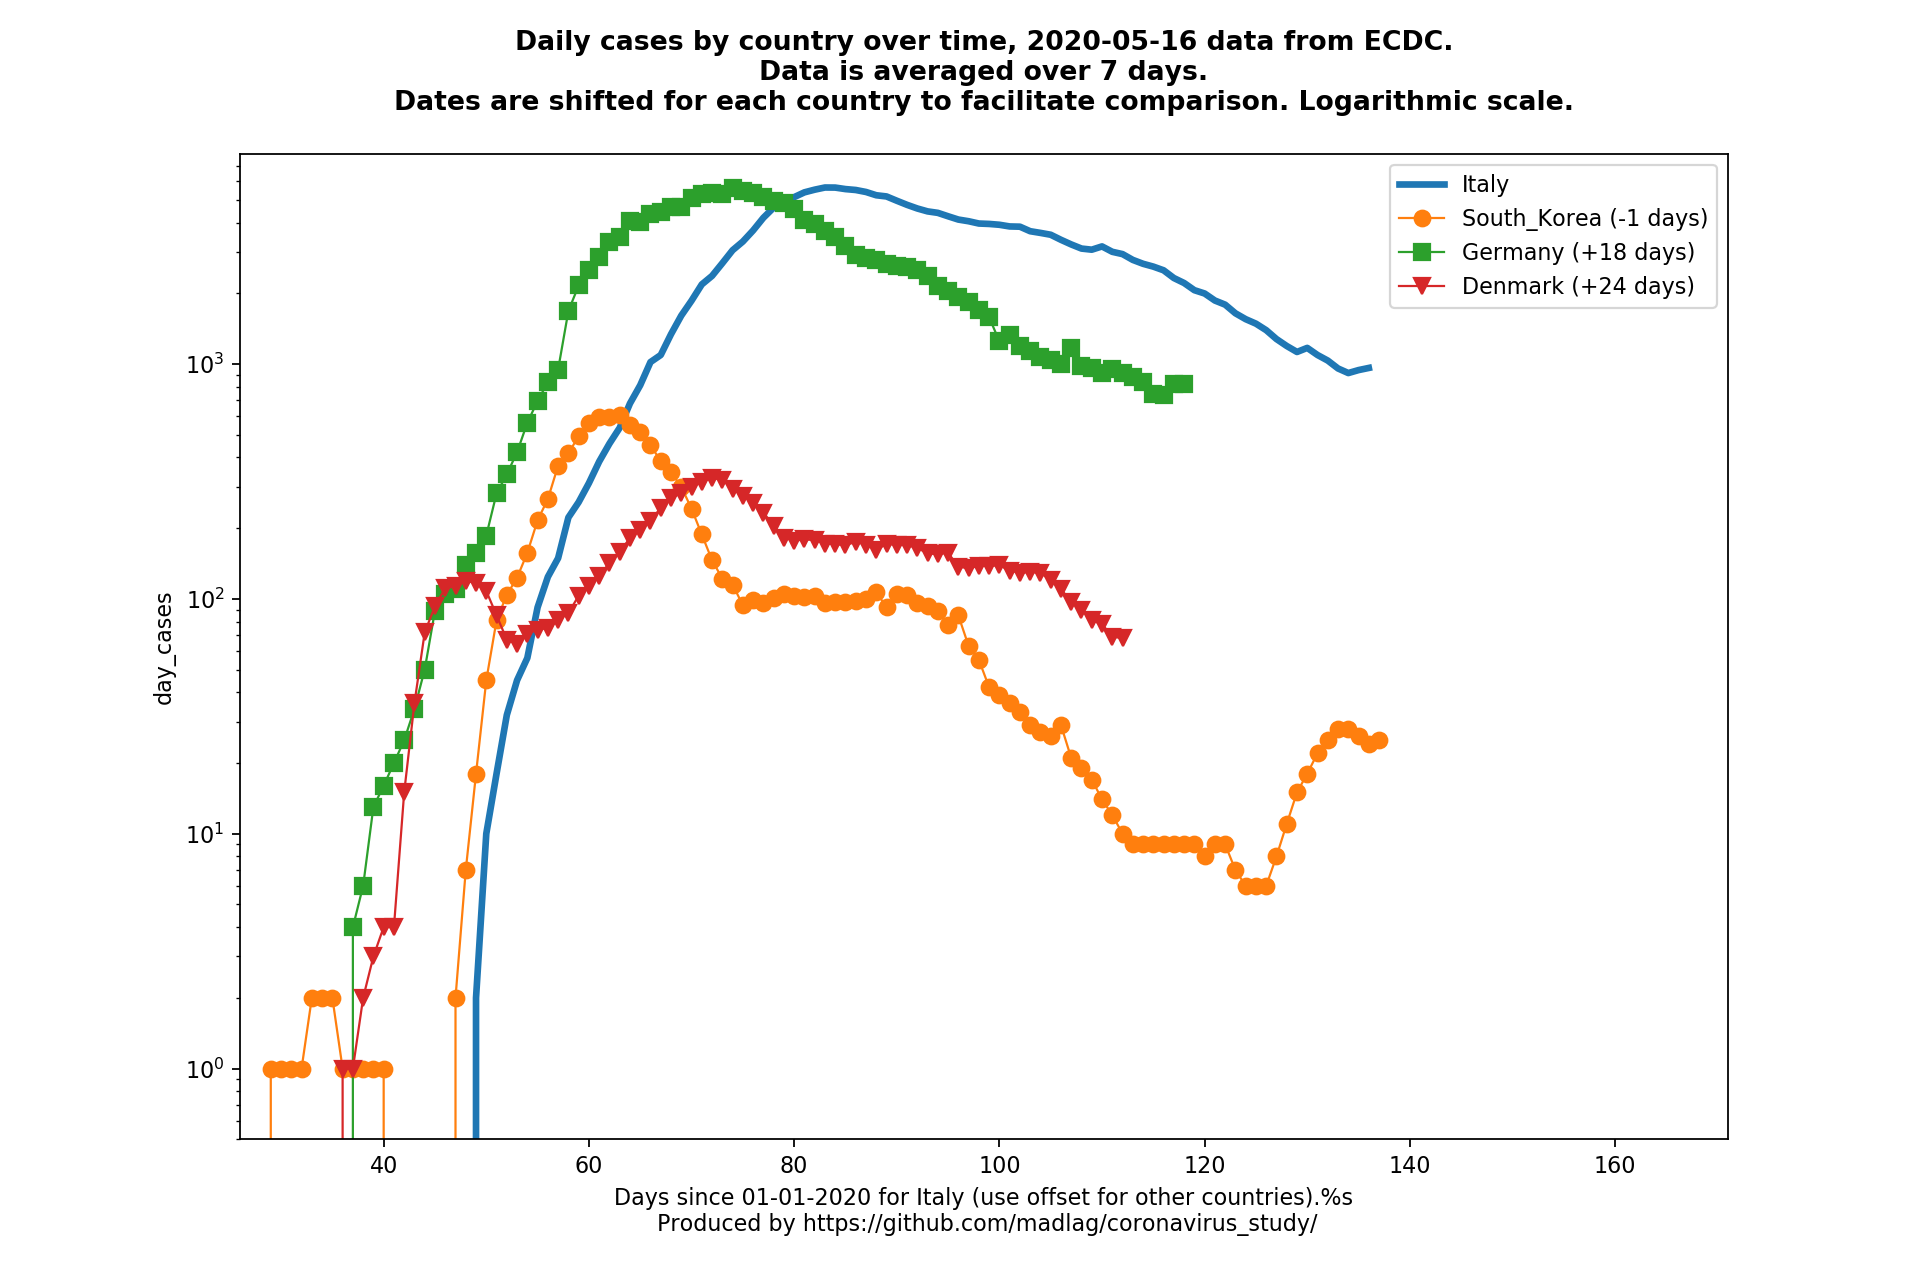 Daily cases by country over time, 2020-05-16 data from ECDC.
Data is averaged over 7 days.
Dates are shifted for each country to facilitate comparison. Logarithmic scale.
Italy
South_Korea (-1 days)
Germany (+18 days)
Denmark (+24 days)
day_cases
10³
10²
10¹
10⁰
40 60 80 100 120 140 160
Days since 01-01-2020 for Italy (use offset for other countries).%s
Produced by https://github.com/madlag/coronavirus_study/